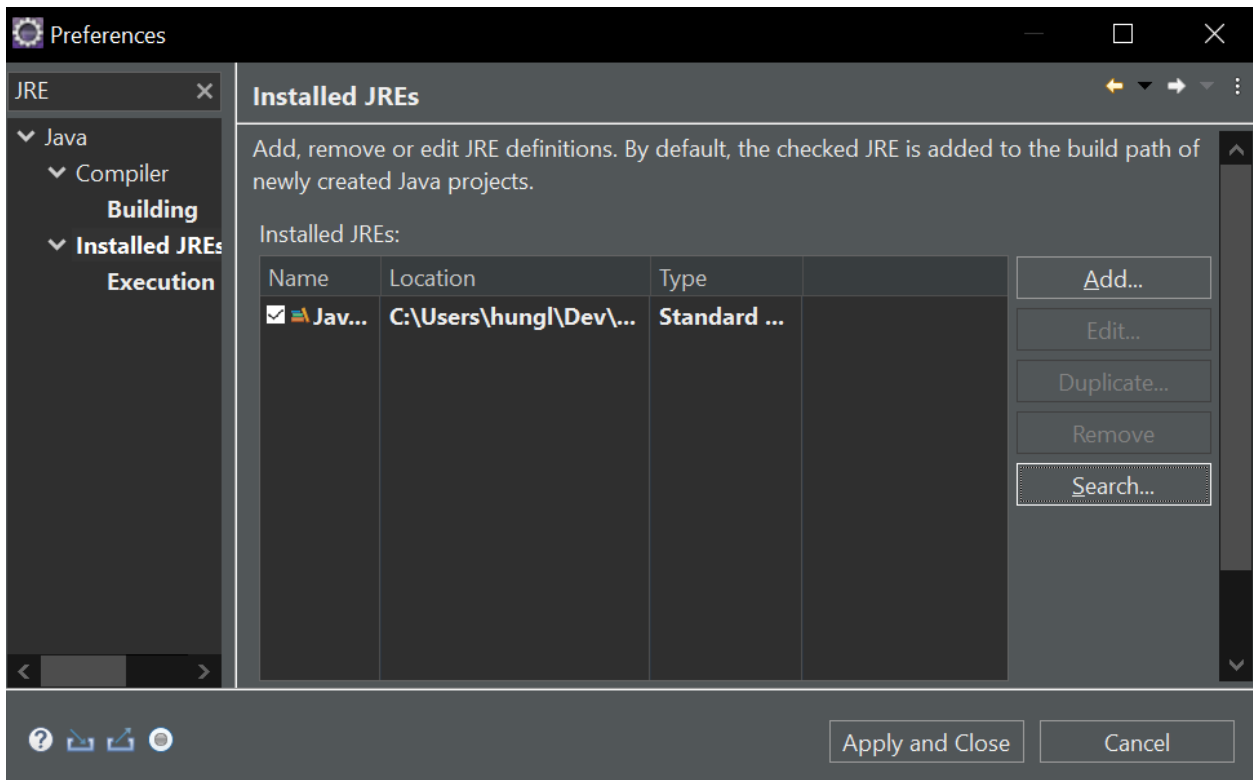 Preferences
JRE
Installed JREs
Java
Compiler
Building
Installed JREs
Execution
Add, remove or edit JRE definitions. By default, the checked JRE is added to the build path of
newly created Java projects.
Installed JREs:
Name Location Type
Jav... C:\Users\hungl\Dev\... Standard ...
Add...
Edit...
Duplicate...
Remove
Search...
Apply and Close Cancel